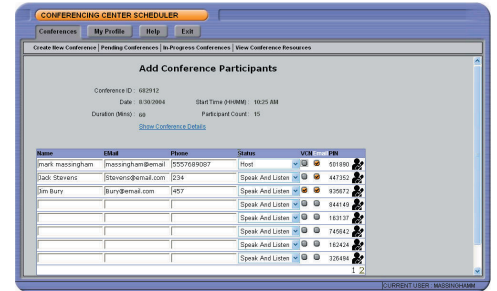 CONFERENCING CENTER SCHEDULER
Conferences My Profile Help Exit
Create New Conference Pending Conferences In-Progress Conferences View Conference Resources
Add Conference Participants
Conference ID : 682912
Date : 8/30/2004 Start Time (HH/MM) : 10:25 AM
Duration (Mins) : 60 Participant Count : 15
Show Conference Details
Name EMail Phone Status VCN Email PIN
mark massingham massingham@email 5557689087 Host 501890
Jack Stevens Stevens@email.com 234 Speak And Listen 447352
Jim Bury Bury@email.com 457 Speak And Listen 935872
Speak And Listen 844149
Speak And Listen 163137
Speak And Listen 745642
Speak And Listen 162424
Speak And Listen 326494
1 2
CURRENT USER : MASSINGHAMM